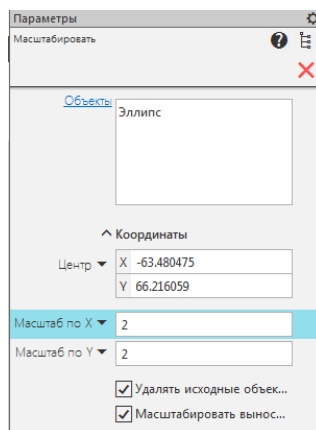 Параметры
Масштабировать
Объекты
Эллипс
Координаты
Центр X -63.480475
Y 66.216059
Масштаб по X 2
Масштаб по Y 2
Удалять исходные объек...
Масштабировать вынос...